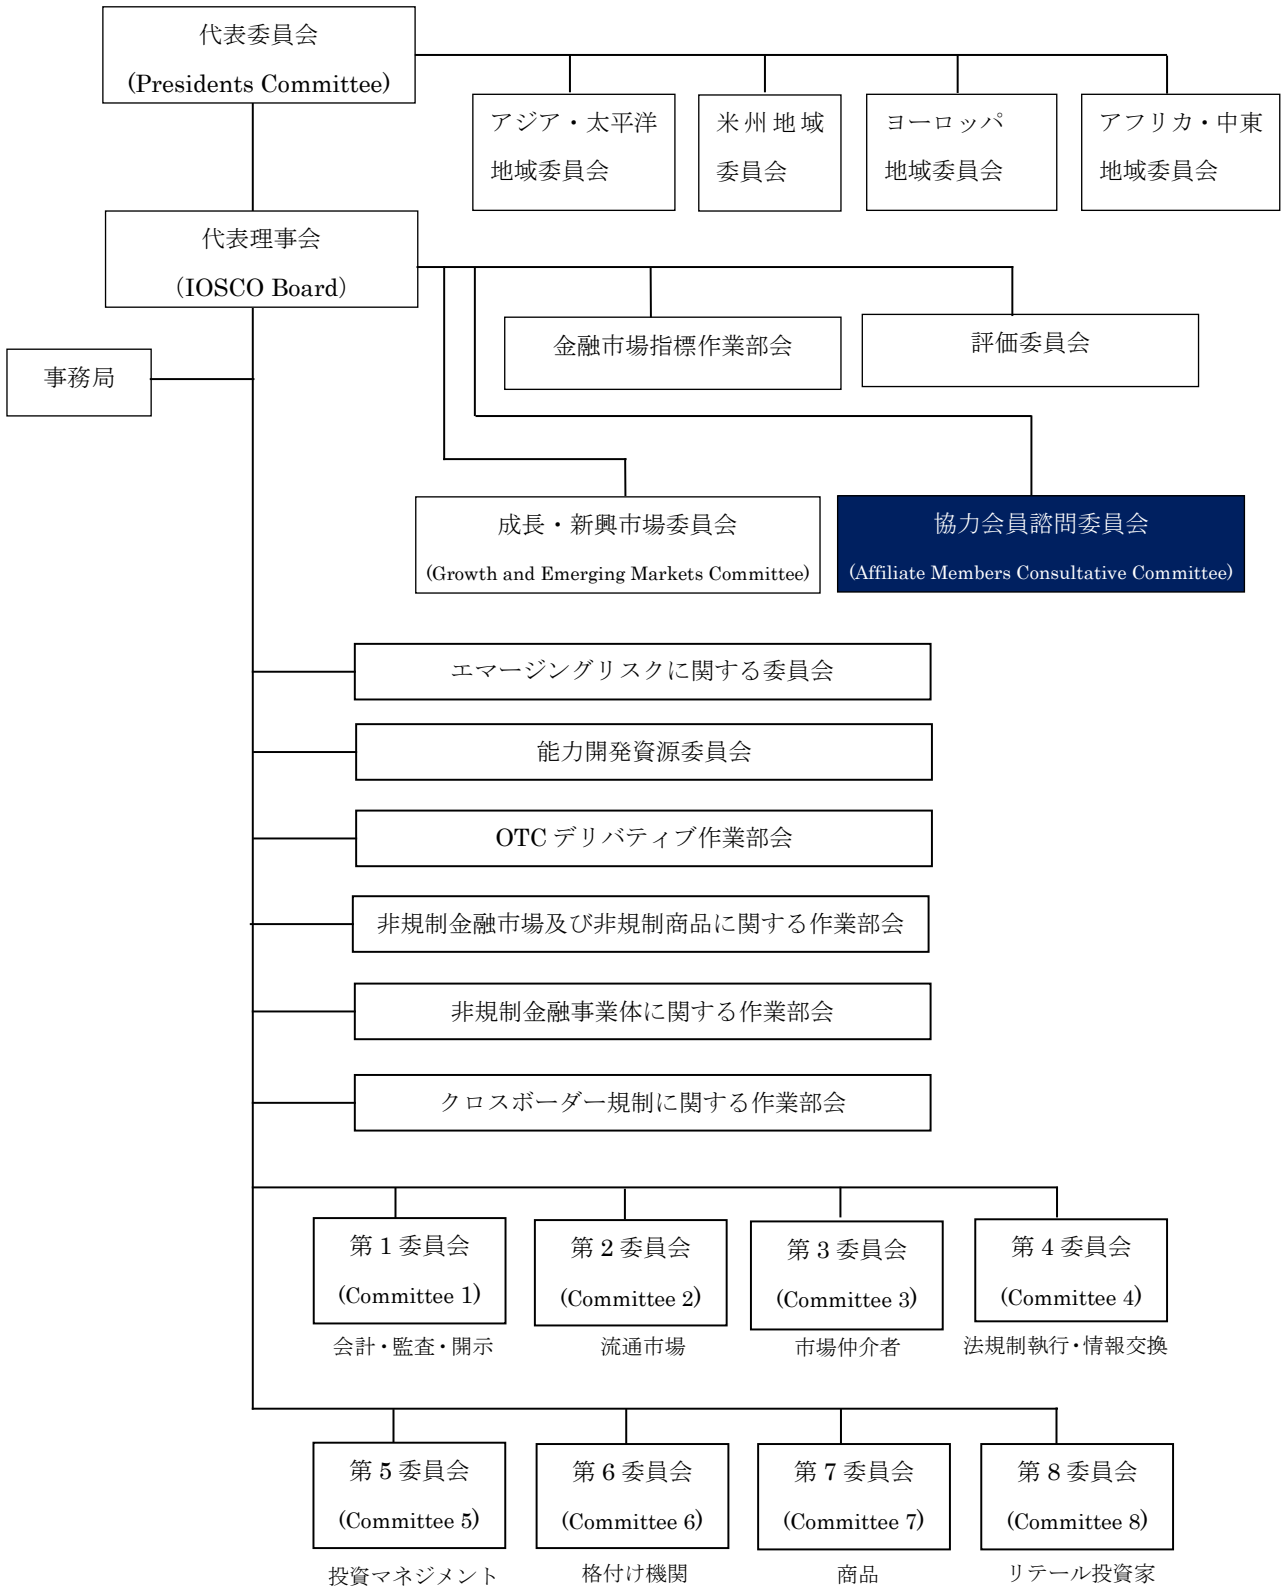 代表委員会
(Presidents Committee)
アジア・太平洋
地域委員会
米州地域
委員会
ヨーロッパ
地域委員会
アフリカ・中東
地域委員会
代表理事会
(IOSCO Board)
金融市場指標作業部会
評価委員会
事務局
成長・新興市場委員会
(Growth and Emerging Markets Committee)
協力会員諮問委員会
(Affiliate Members Consultative Committee)
エマージングリスクに関する委員会
能力開発資源委員会
OTC デリバティブ作業部会
非規制金融市場及び非規制商品に関する作業部会
非規制金融事業体に関する作業部会
クロスボーダー規制に関する作業部会
第 1 委員会
(Committee 1)
会計・監査・開示
第 2 委員会
(Committee 2)
流通市場
第 3 委員会
(Committee 3)
市場仲介者
第 4 委員会
(Committee 4)
法規制執行・情報交換
第 5 委員会
(Committee 5)
投資マネジメント
第 6 委員会
(Committee 6)
格付け機関
第 7 委員会
(Committee 7)
商品
第 8 委員会
(Committee 8)
リテール投資家